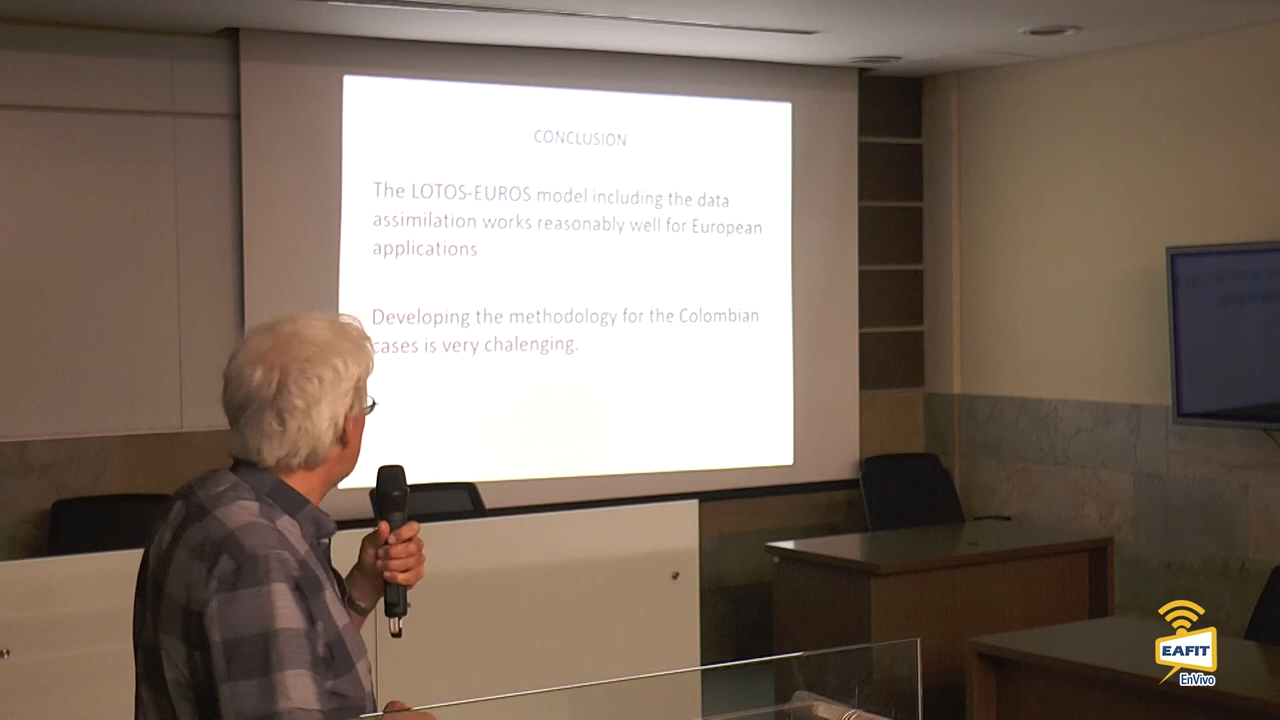 CONCLUSION
The LOTOS-EUROS model including the data
assimilation works reasonably well for European
applications
Developing the methodology for the Colombian
cases is very chalenging.
EAFIT
EnVivo